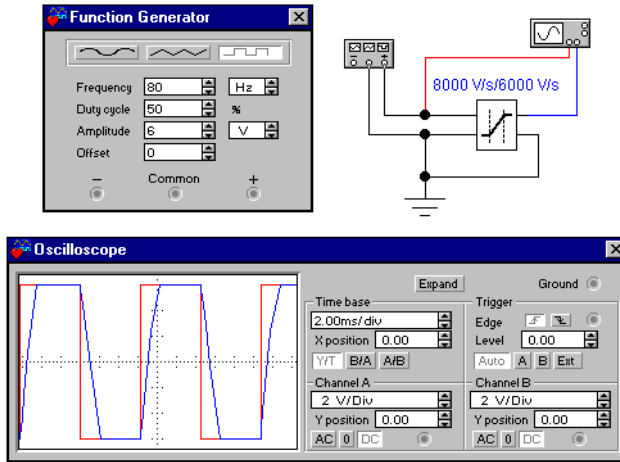 Function Generator
Frequency 80 Hz
Duty cycle 50 %
Amplitude 6 V
Offset 0
− Common +
8000 V/s/6000 V/s
Oscilloscope
Expand Ground
Time base Trigger
2.00ms/div Edge
X position 0.00 Level 0.00
Y/T B/A A/B Auto A B Ext
Channel A Channel B
2 V/Div 2 V/Div
Y position 0.00 Y position 0.00
AC 0 DC AC 0 DC